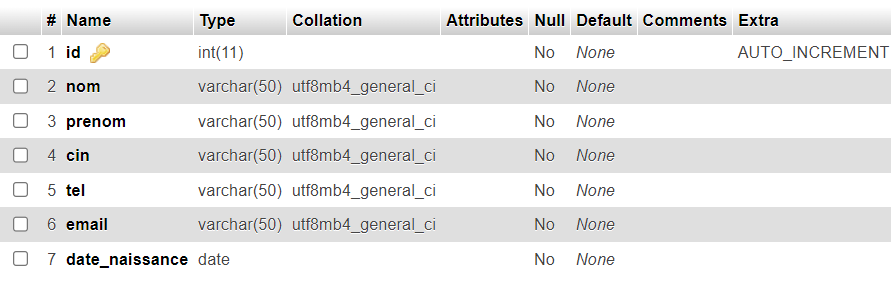 # Name Type Collation Attributes Null Default Comments Extra
1 id int(11) No None AUTO_INCREMENT
2 nom varchar(50) utf8mb4_general_ci No None
3 prenom varchar(50) utf8mb4_general_ci No None
4 cin varchar(50) utf8mb4_general_ci No None
5 tel varchar(50) utf8mb4_general_ci No None
6 email varchar(50) utf8mb4_general_ci No None
7 date_naissance date No None